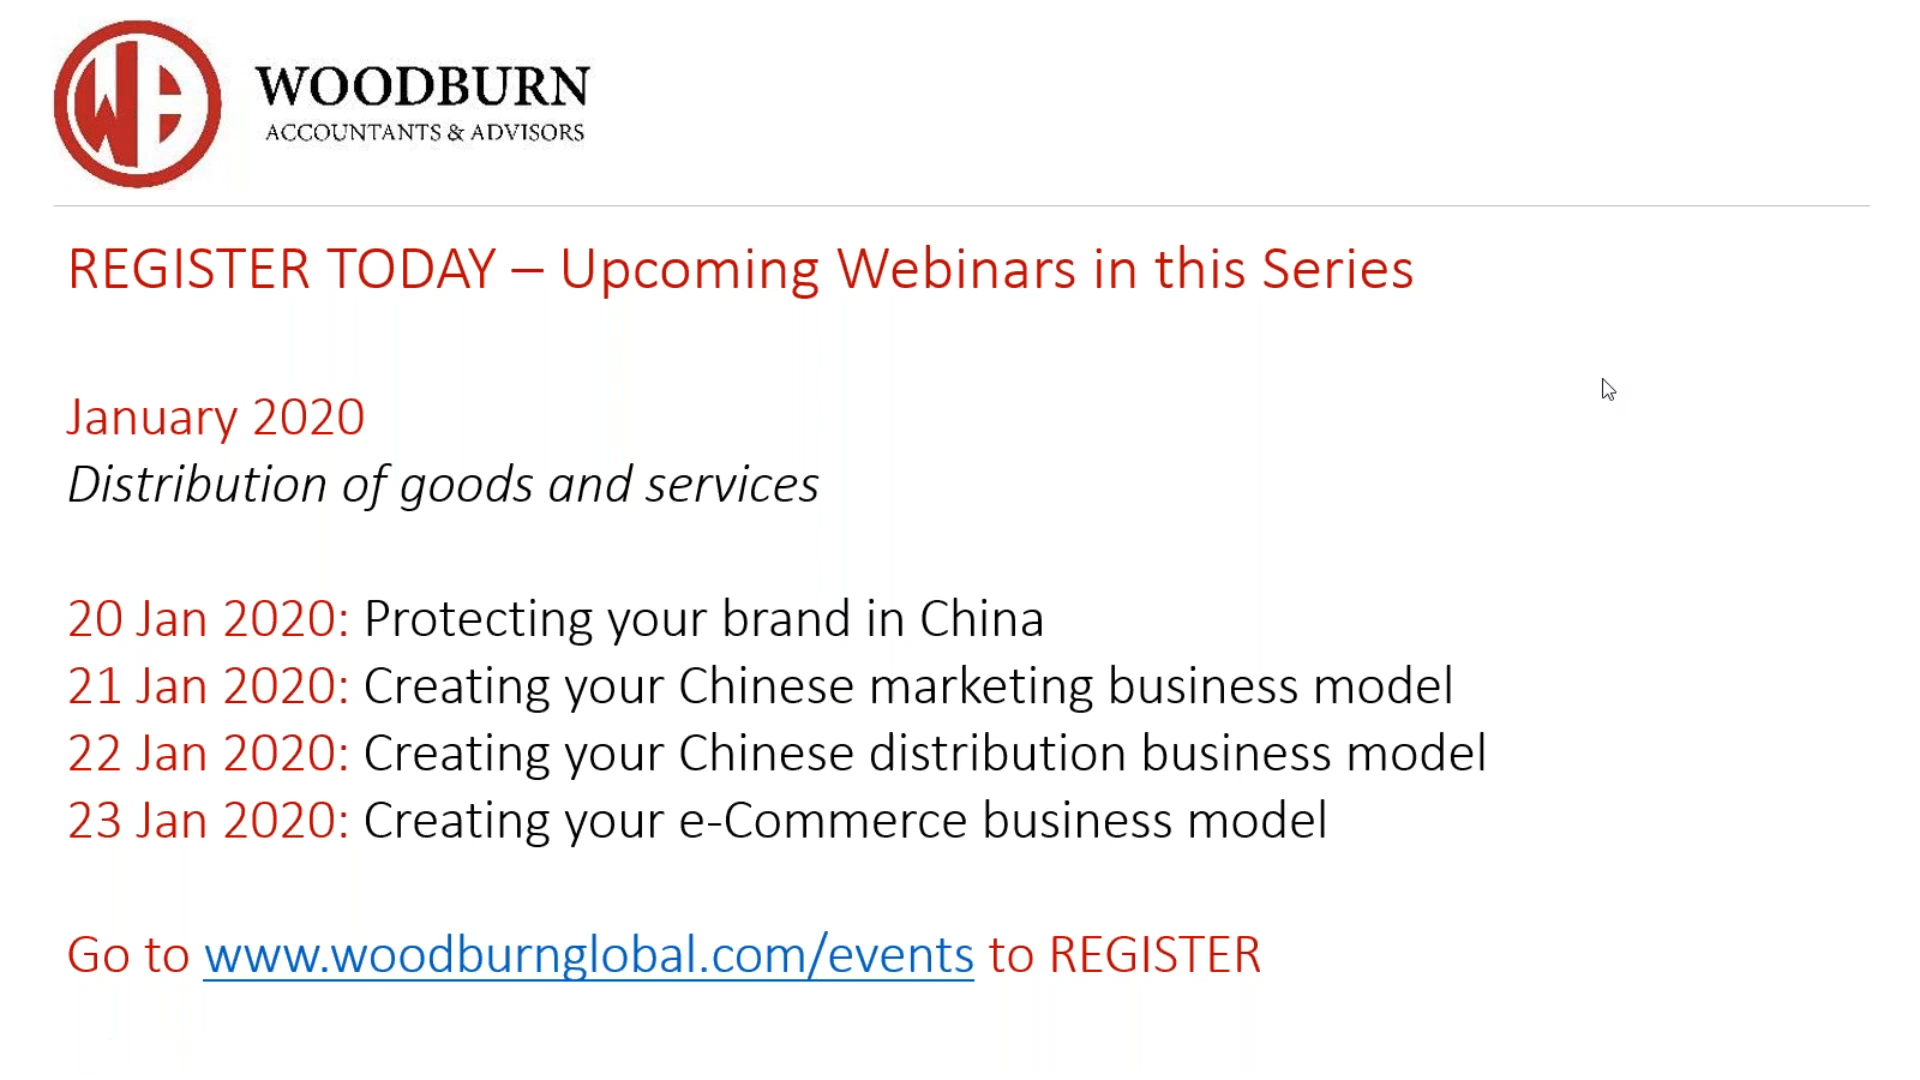 WOODBURN
ACCOUNTANTS & ADVISORS
REGISTER TODAY – Upcoming Webinars in this Series
January 2020
Distribution of goods and services
20 Jan 2020: Protecting your brand in China
21 Jan 2020: Creating your Chinese marketing business model
22 Jan 2020: Creating your Chinese distribution business model
23 Jan 2020: Creating your e-Commerce business model
Go to www.woodburnglobal.com/events to REGISTER